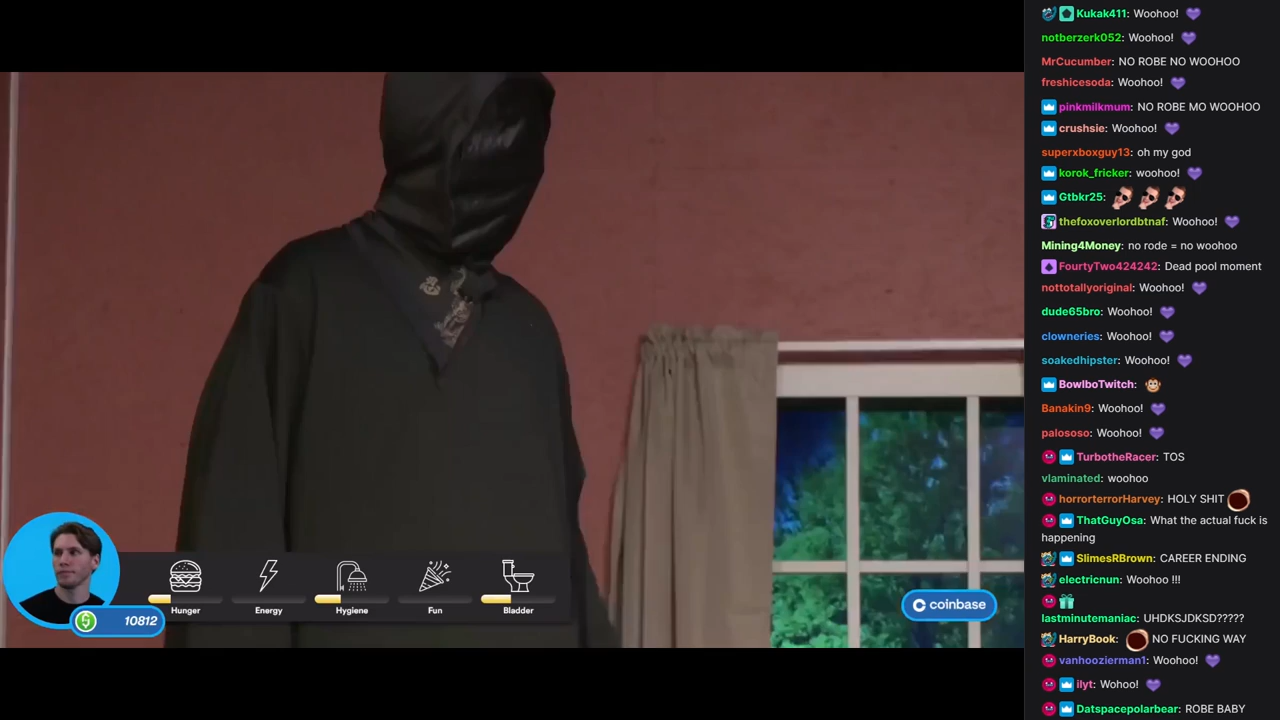 Hunger
Energy
Hygiene
Fun
Bladder
10812
coinbase
Kukak411: Woohoo!
notberzerk052: Woohoo!
MrCucumber: NO ROBE NO WOOHOO
freshicesoda: Woohoo!
pinkmilkmum: NO ROBE MO WOOHOO
crushsie: Woohoo!
superxboxguy13: oh my god
korok_fricker: woohoo!
Gtbkr25:
thefoxoverlordbtnaf: Woohoo!
Mining4Money: no rode = no woohoo
FourtyTwo424242: Dead pool moment
nottotallyoriginal: Woohoo!
dude65bro: Woohoo!
clowneries: Woohoo!
soakedhipster: Woohoo!
BowlboTwitch:
Banakin9: Woohoo!
palososo: Woohoo!
TurbotheRacer: TOS
vlaminated: woohoo
horrorterrorHarvey: HOLY SHIT
ThatGuyOsa: What the actual fuck is
happening
SlimesRBrown: CAREER ENDING
electricnun: Woohoo !!!
lastminutemaniac: UHDKSJDKSD?????
HarryBook: NO FUCKING WAY
vanhoozierman1: Woohoo!
ilyt: Wohoo!
Datspacepolarbear: ROBE BABY